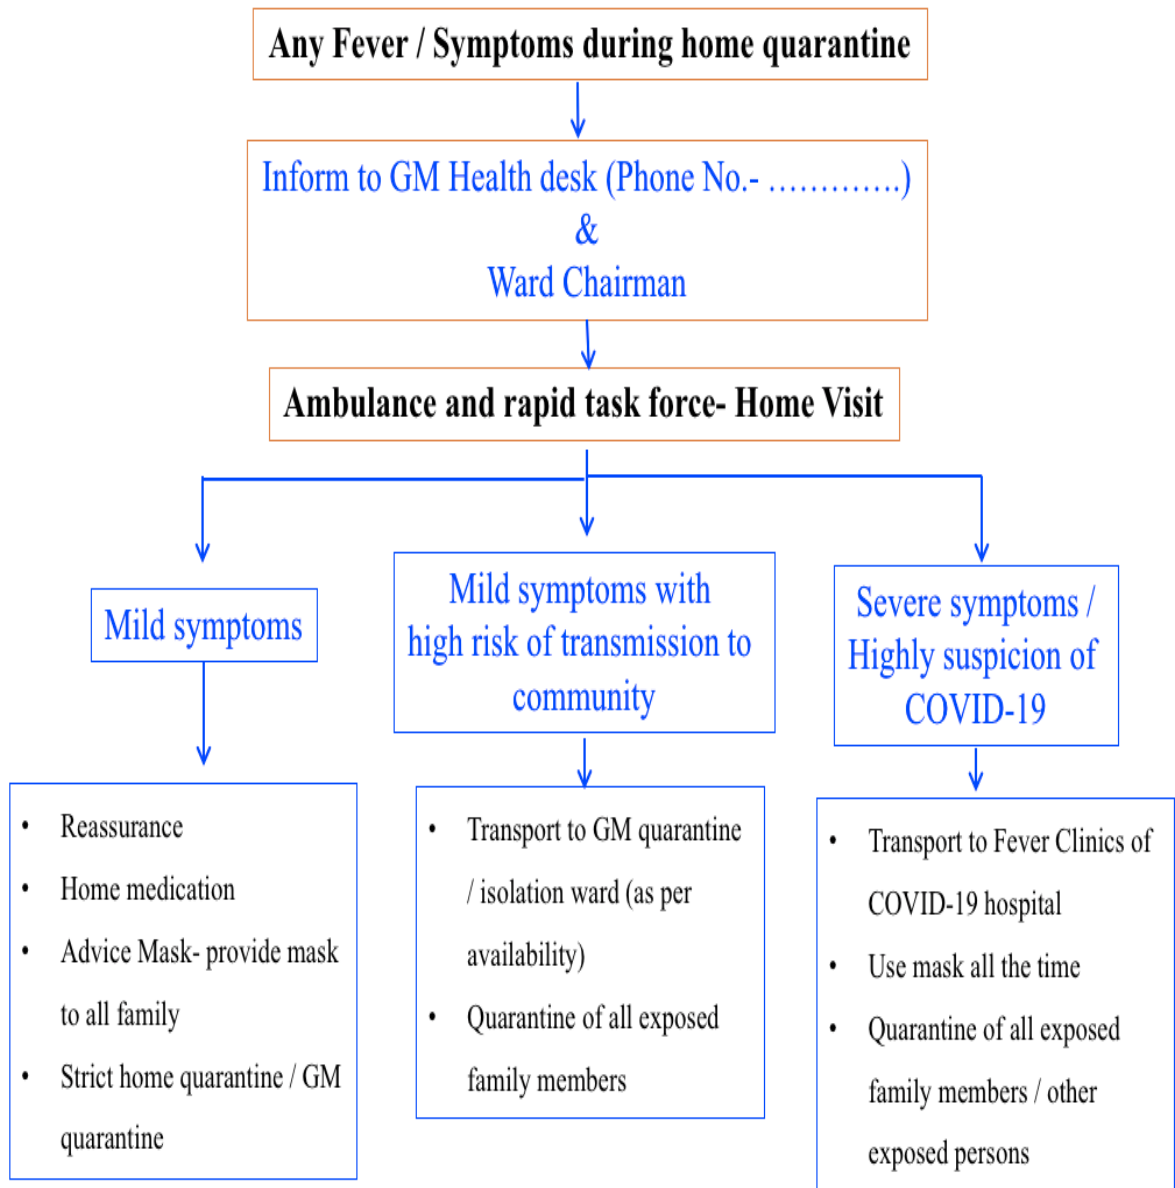 Any Fever / Symptoms during home quarantine
Inform to GM Health desk (Phone No.- ………….)
&
Ward Chairman
Ambulance and rapid task force- Home Visit
Mild symptoms
Mild symptoms with
high risk of transmission to
community
Severe symptoms /
Highly suspicion of
COVID-19
• Reassurance
• Home medication
• Advice Mask- provide mask
to all family
• Strict home quarantine / GM
quarantine
• Transport to GM quarantine
/ isolation ward (as per
availability)
• Quarantine of all exposed
family members
• Transport to Fever Clinics of
COVID-19 hospital
• Use mask all the time
• Quarantine of all exposed
family members / other
exposed persons